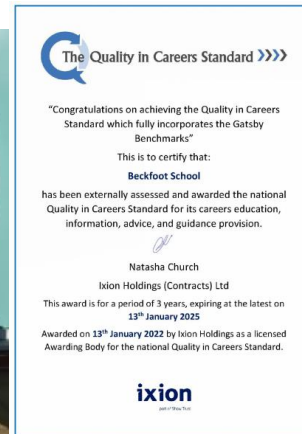 The Quality in Careers Standard
“Congratulations on achieving the Quality in Careers
Standard which fully incorporates the Gatsby
Benchmarks”
This is to certify that:
Beckfoot School
has been externally assessed and awarded the national
Quality in Careers Standard for its careers education,
information, advice, and guidance provision.
Natasha Church
Ixion Holdings (Contracts) Ltd
This award is for a period of 3 years, expiring at the latest on
13th January 2025
Awarded on 13th January 2022 by Ixion Holdings as a licensed
Awarding Body for the national Quality in Careers Standard.
ixion
part of Shaw Trust